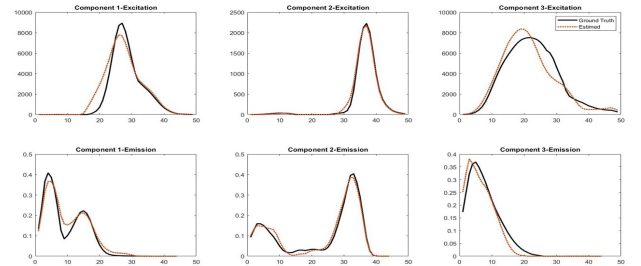 Component 1-Excitation
10000
8000
6000
4000
2000
0
0 10 20 30 40 50
Component 2-Excitation
2500
2000
1500
1000
500
0
0 10 20 30 40 50
Component 3-Excitation
10000
8000
6000
4000
2000
0
0 10 20 30 40 50
Ground Truth
Estimed
Component 1-Emission
0.5
0.4
0.3
0.2
0.1
0
0 10 20 30 40 50
Component 2-Emission
0.5
0.4
0.3
0.2
0.1
0
0 10 20 30 40 50
Component 3-Emission
0.4
0.35
0.3
0.25
0.2
0.15
0.1
0.05
0
0 10 20 30 40 50